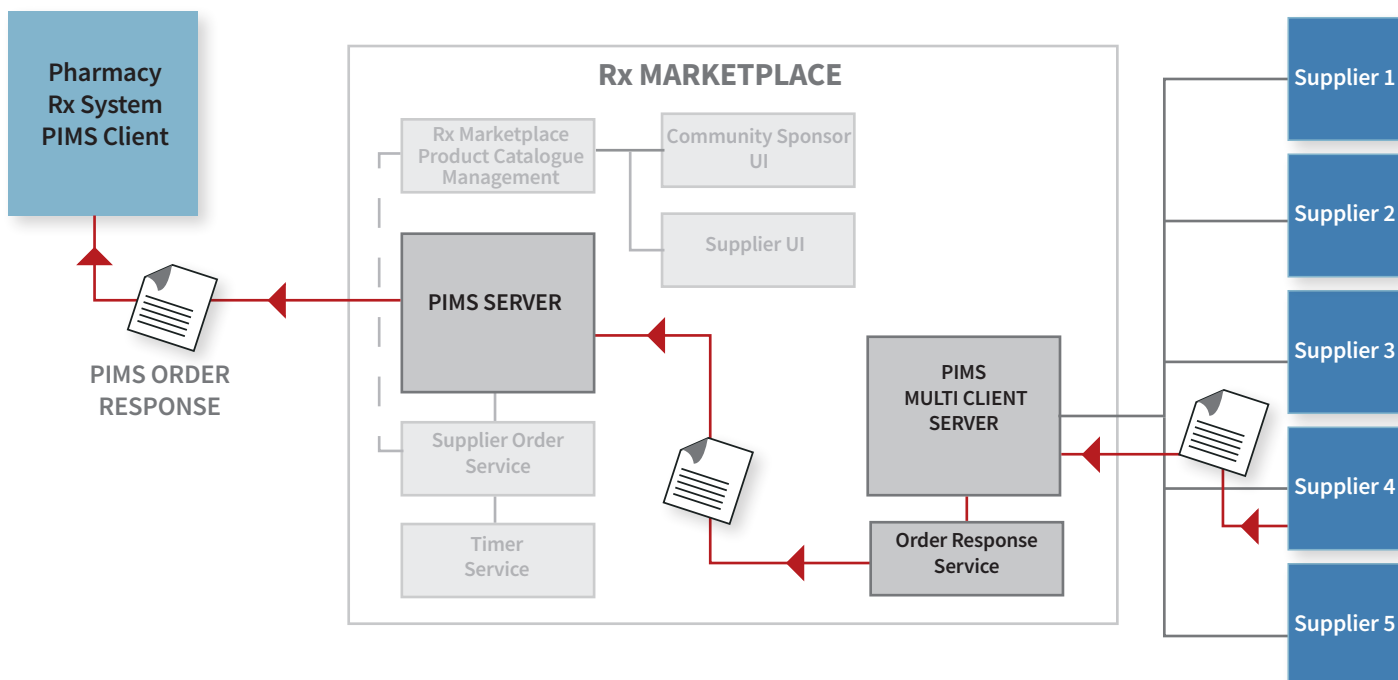 Pharmacy
Rx System
PIMS Client
Rx MARKETPLACE
Rx Marketplace
Product Catalogue
Management
Community Sponsor
UI
Supplier UI
PIMS SERVER
PIMS ORDER
RESPONSE
Supplier Order
Service
Timer
Service
PIMS
MULTI CLIENT
SERVER
Order Response
Service
Supplier 1
Supplier 2
Supplier 3
Supplier 4
Supplier 5